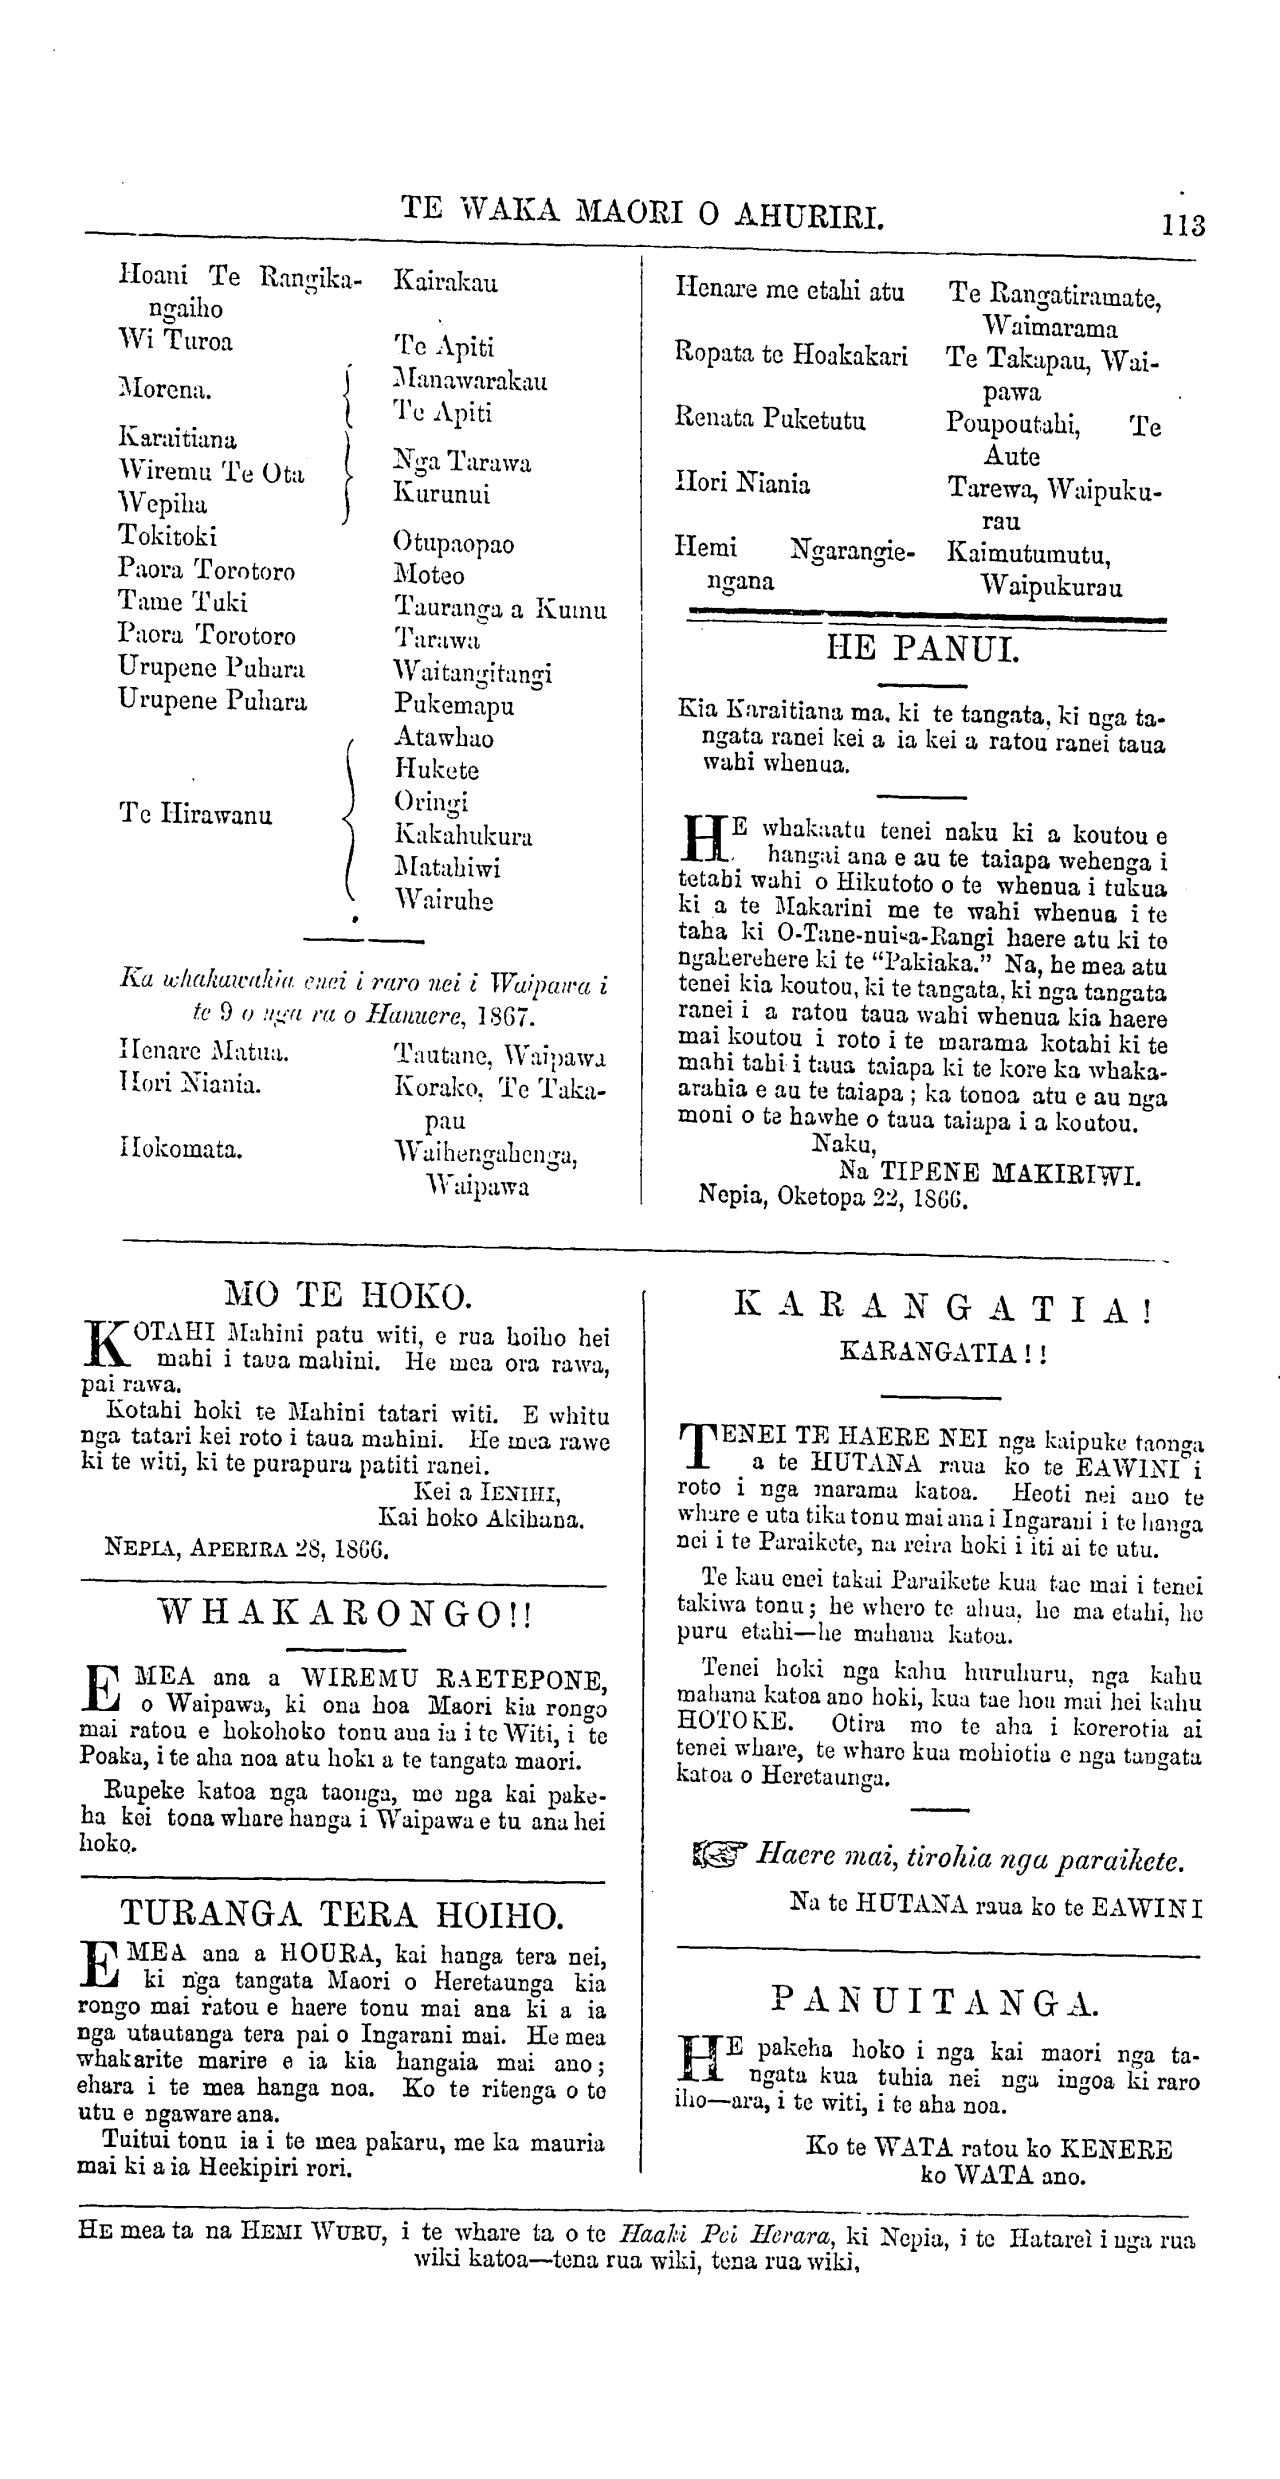 TE WAKA MAORI O AHURIRI.
113
Hoani Te Rangika- Kairakau
ngaiho
Wi Turoa Te Apiti
Morena. Manawarakau
Te Apiti
Karaitiana
Wiremu Te Ota Nga Tarawa
Wepiha Kurunui
Tokitoki Otupaopao
Paora Torotoro Moteo
Tame Tuki Tauranga a Kumu
Paora Torotoro Tarawa
Urupene Puhara Waitangitangi
Urupene Puhara Pukemapu
Atawhao
Hukete
Oringi
Te Hirawanu Kakahukura
Matahiwi
Wairuhe
Ka whakawakia enei i raro nei i Waipawa i
te 9 o nga ra o Hanuere, 1867.
Henare Matua. Tautane, Waipawa
Hori Niania. Korako, Te Taka-
pau
Hokomata. Waihengahenga,
Waipawa
Henare me etahi atu Te Rangatiramate,
Waimarama
Ropata te Hoakakari Te Takapau, Wai-
pawa
Renata Puketutu Poupoutahi, Te
Aute
Hori Niania Tarewa, Waipuku-
rau
Hemi Ngarangie- Kaimutumutu,
ngana Waipukurau
HE PANUI.
Kia Karaitiana ma, ki te tangata, ki nga ta-
ngata ranei kei a ia kei a ratou ranei taua
wahi whenua.
HE whakaatu tenei naku ki a koutou e
hangai ana e au te taiapa wehenga i
tetahi wahi o Hikutoto o te whenua i tukua
ki a te Makarini me te wahi whenua i te
taha ki O-Tane-nui-a-Rangi haere atu ki te
ngaherehere ki te "Pakiaka." Na, he mea atu
tenei kia koutou, ki te tangata, ki nga tangata
ranei i a ratou taua wahi whenua kia haere
mai koutou i roto i te marama kotahi ki te
mahi tahi i taua taiapa ki te kore ka whaka-
arahia e au te taiapa; ka tonoa atu e au nga
moni o te hawhe o taua taiapa i a koutou.
Naku,
Na TIPENE MAKIRIWI.
Nepia, Oketopa 22, 1866.
MO TE HOKO.
KOTAHI Mahini patu witi, e rua hoiho hei
mahi i taua mahini. He mea ora rawa,
pai rawa.
Kotahi hoki te Mahini tatari witi. E whitu
nga tatari kei roto i taua mahini. He mea rawe
ki te witi, ki te purapura patiti ranei.
Kei a IENIHI,
Kai hoko Akihana.
NEPIA, APERIRA 28, 1866.
WHAKARONGO!!
E MEA ana a WIREMU RAETEPONE,
o Waipawa, ki ona hoa Maori kia rongo
mai ratou e hokohoko tonu ana ia i te Witi, i te
Poaka, i te aha noa atu hoki a te tangata maori.
Rupeke katoa nga taonga, me nga kai pake-
ha kei tona whare hanga i Waipawa e tu ana hei
hoko.
TURANGA TERA HOIHO.
E MEA ana a HOURA, kai hanga tera nei,
ki nga tangata Maori o Heretaunga kia
rongo mai ratou e haere tonu mai ana ki a ia
nga utautanga tera pai o Ingarani mai. He mea
whakarite marire e ia kia hangaia mai ano;
ehara i te mea hanga noa. Ko te ritenga o te
utu e ngaware ana.
Tuitui tonu ia i te mea pakaru, me ka mauria
mai ki a ia Heekipiri rori.
KARANGATIA!
KARANGATIA!!
TENEI TE HAERE NEI nga kaipuke taonga
a te HUTANA raua ko te EAWINI i
roto i nga marama katoa. Heoti nei ano te
whare e uta tika tonu mai ana i Ingarani i te hanga
nei i te Paraikete, na reira hoki i iti ai te utu.
Te kau enei takai Paraikete kua tae mai i tenei
takiwa tonu; he whero te ahua, he ma etahi, he
puru etahi—he mahana katoa.
Tenei hoki nga kahu huruhuru, nga kahu
mahana katoa ano hoki, kua tae hou mai hei kahu
HOTOKE. Otira mo te aha i korerotia ai
tenei whare, te whare kua mohiotia e nga tangata
katoa o Heretaunga.
Haere mai, tirohia nga paraikete.
Na te HUTANA raua ko te EAWINI
PANUITANGA.
HE pakeha hoko i nga kai maori nga ta-
ngata kua tuhia nei nga ingoa ki raro
iho—ara, i te witi, i te aha noa.
Ko te WATA ratou ko KENERE
ko WATA ano.
HE mea ta na HEMI WURU, i te whare ta o te Haaki Pei Herara, ki Nepia, i te Hatarei i nga rua
wiki katoa—tena rua wiki, tena rua wiki,